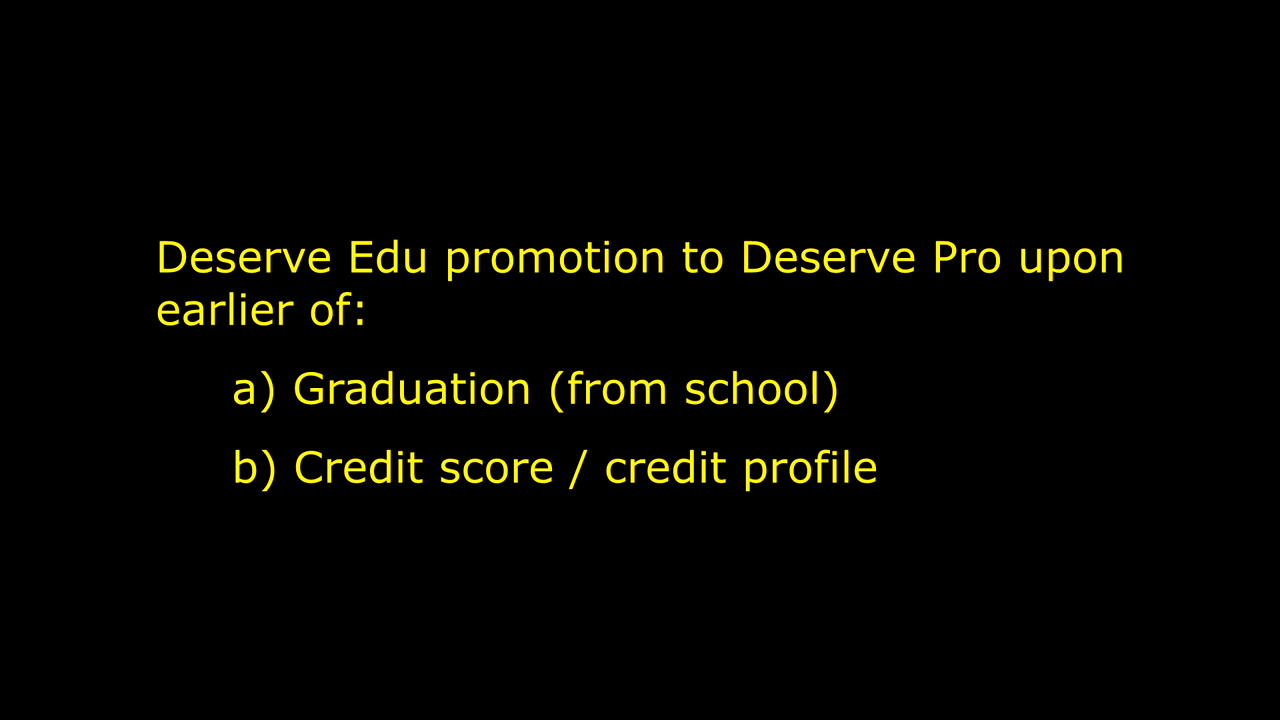 Deserve Edu promotion to Deserve Pro upon
earlier of:
a) Graduation (from school)
b) Credit score / credit profile